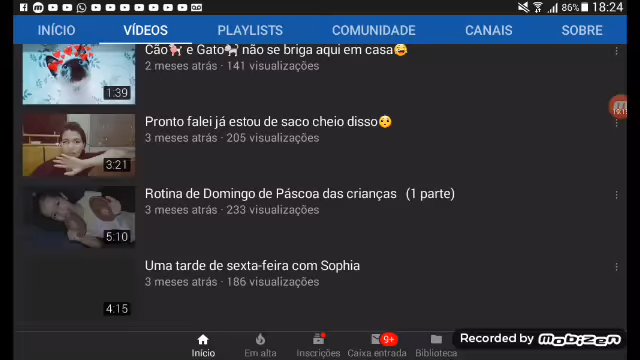 86% 18:24
INÍCIO VÍDEOS PLAYLISTS COMUNIDADE CANAIS SOBRE
Cão🐕 e Gato🐈 não se briga aqui em casa😜
2 meses atrás · 141 visualizações
1:39
Pronto falei já estou de saco cheio disso😥
3 meses atrás · 205 visualizações
3:21
Rotina de Domingo de Páscoa das crianças (1 parte)
3 meses atrás · 233 visualizações
5:10
Uma tarde de sexta-feira com Sophia
3 meses atrás · 186 visualizações
4:15
9+
Início Em alta Inscrições Caixa entrada Biblioteca
Recorded by Mobizen